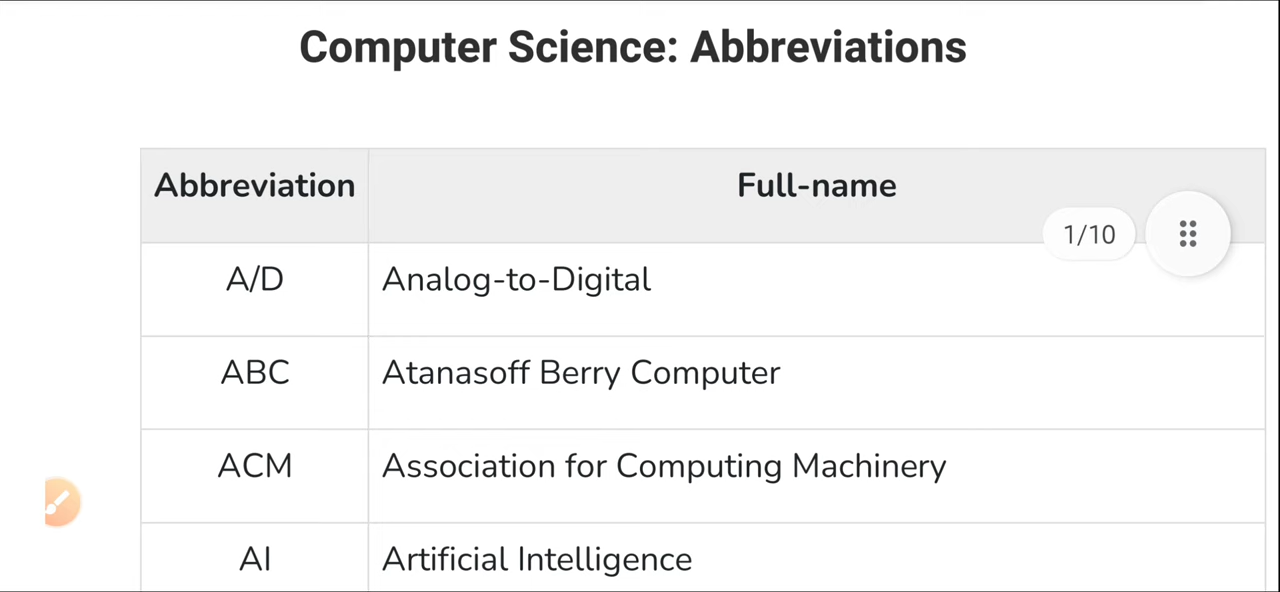 Computer Science: Abbreviations
Abbreviation Full-name
1/10
A/D Analog-to-Digital
ABC Atanasoff Berry Computer
ACM Association for Computing Machinery
AI Artificial Intelligence